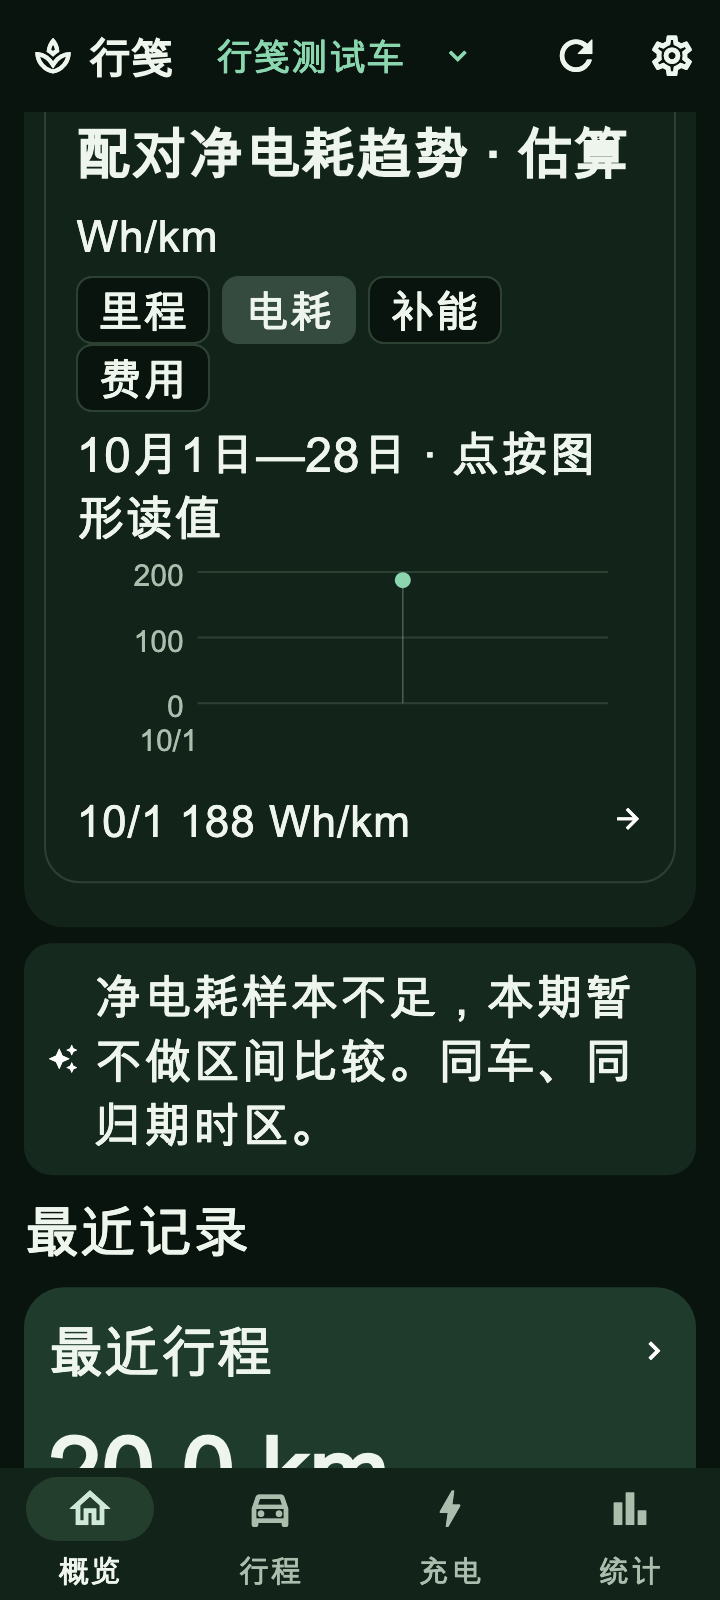 行笺 行笺测试车
配对净电耗趋势 · 估算
Wh/km
里程 电耗 补能
费用
10月1日—28日 · 点按图
形读值
200
100
0
10/1
10/1 188 Wh/km
净电耗样本不足，本期暂
不做区间比较。同车、同
归期时区。
最近记录
最近行程
20.0 km
概览 行程 充电 统计